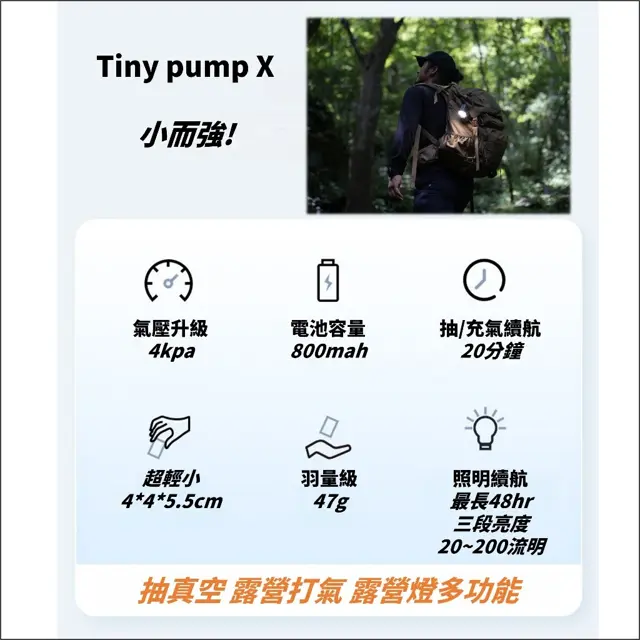 Tiny pump X
小而強!
氣壓升級
4kpa
電池容量
800mah
抽/充氣續航
20分鐘
超輕小
4*4*5.5cm
羽量級
47g
照明續航
最長48hr
三段亮度
20~200流明
抽真空 露營打氣 露營燈多功能